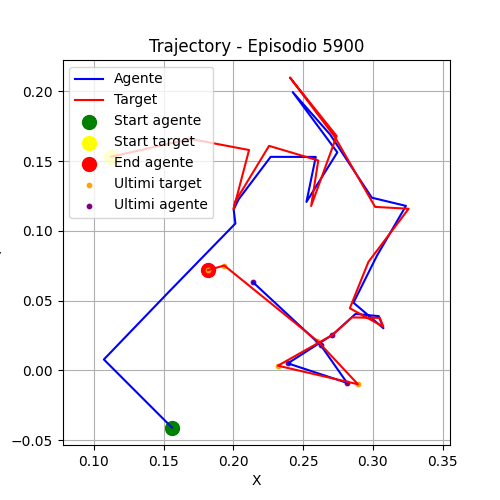 Trajectory - Episodio 5900
Agente
Target
Start agente
Start target
End agente
Ultimi target
Ultimi agente
0.20
0.15
0.10
0.05
0.00
−0.05
0.10
0.15
0.20
0.25
0.30
0.35
X